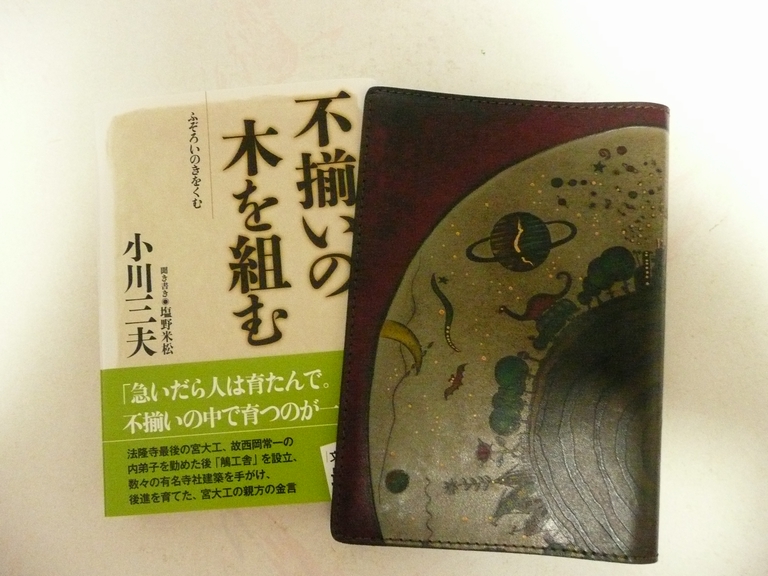 不揃いの
木を組む
ふぞろいのきをくむ
小川三夫
聞き書き◉塩野米松
「急いだら人は育たんで。
不揃いの中で育つのが一
法隆寺最後の宮大工、故西岡常一の
内弟子を勤めた後「鵤工舎」を設立、
数々の有名寺社建築を手がけ、
後進を育てた、宮大工の親方の金言